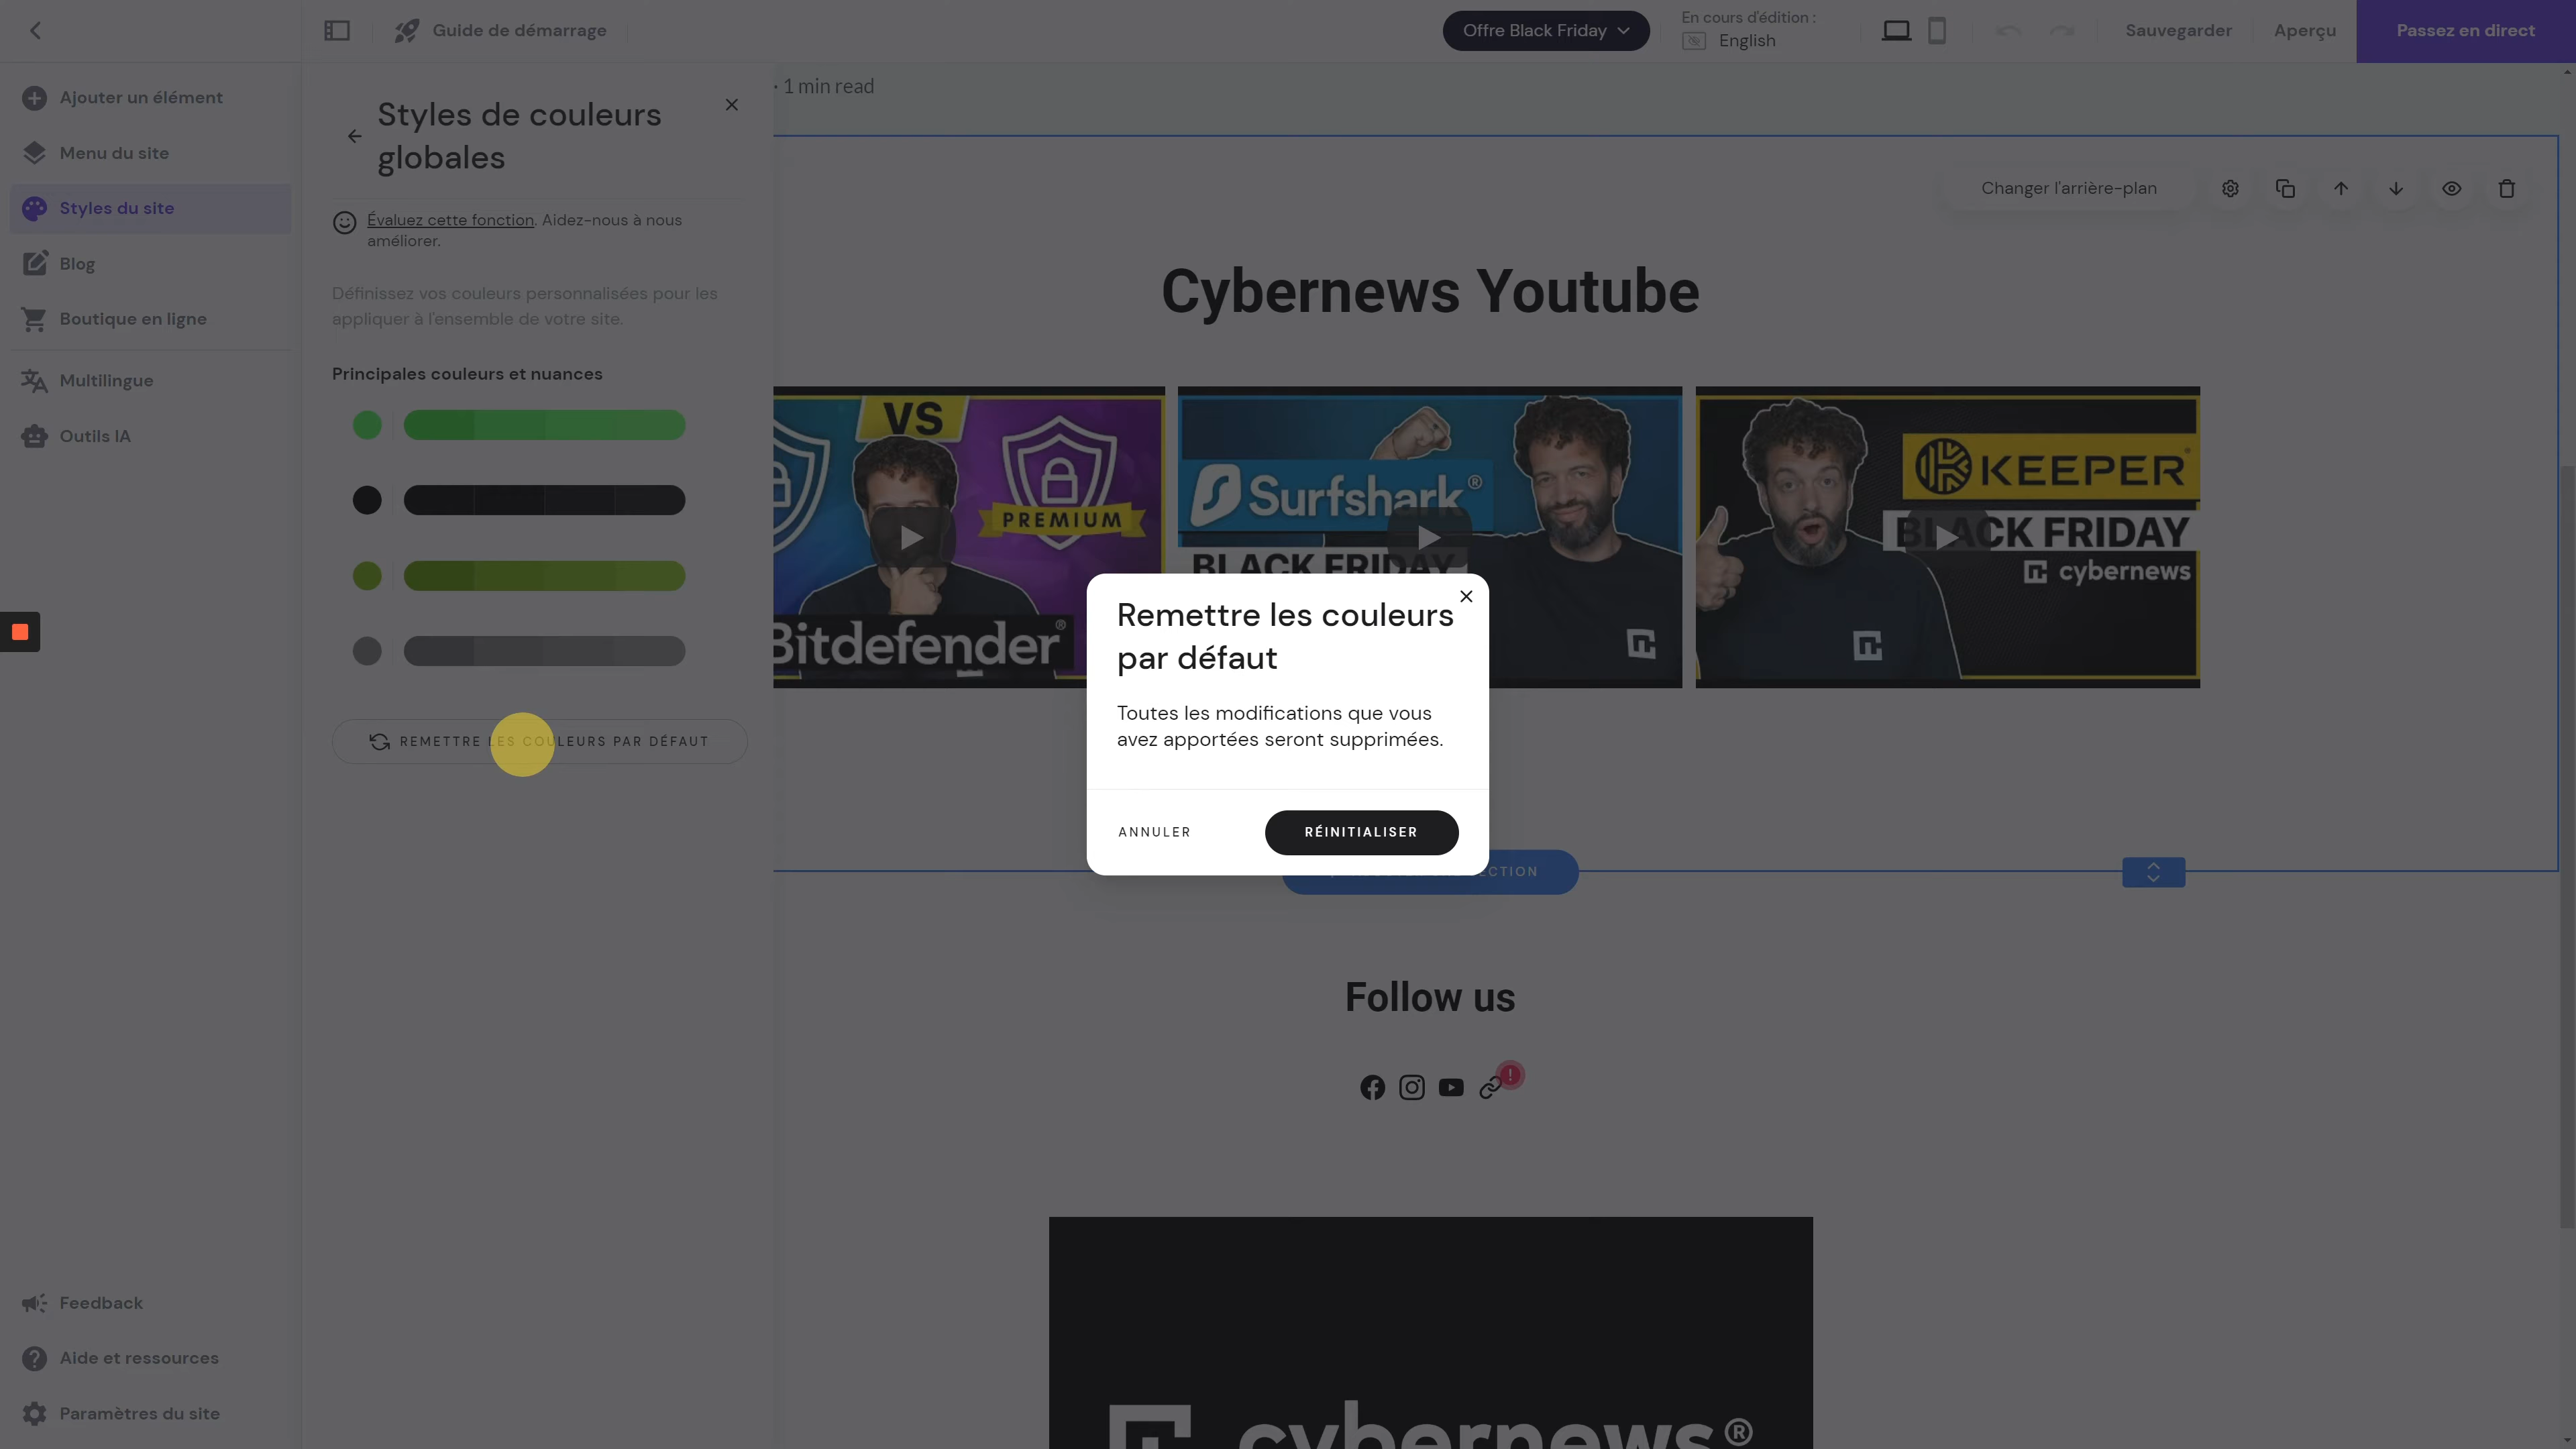 Guide de démarrage
Offre Black Friday
En cours d'édition :
English
Sauvegarder
Aperçu
Passez en direct
Ajouter un élément
Menu du site
Styles du site
Blog
Boutique en ligne
Multilingue
Outils IA
Feedback
Aide et ressources
Paramètres du site
Styles de couleurs
globales
Évaluez cette fonction. Aidez-nous à nous
améliorer.
Définissez vos couleurs personnalisées pour les
appliquer à l'ensemble de votre site.
Principales couleurs et nuances
REMETTRE LES COULEURS PAR DÉFAUT
· 1 min read
Changer l'arrière-plan
Cybernews Youtube
VS
PREMIUM
Bitdefender®
Surfshark®
BLACK FRIDAY
KEEPER®
BLACK FRIDAY
cybernews
Remettre les couleurs
par défaut
Toutes les modifications que vous
avez apportées seront supprimées.
ANNULER
RÉINITIALISER
Follow us
cybernews®